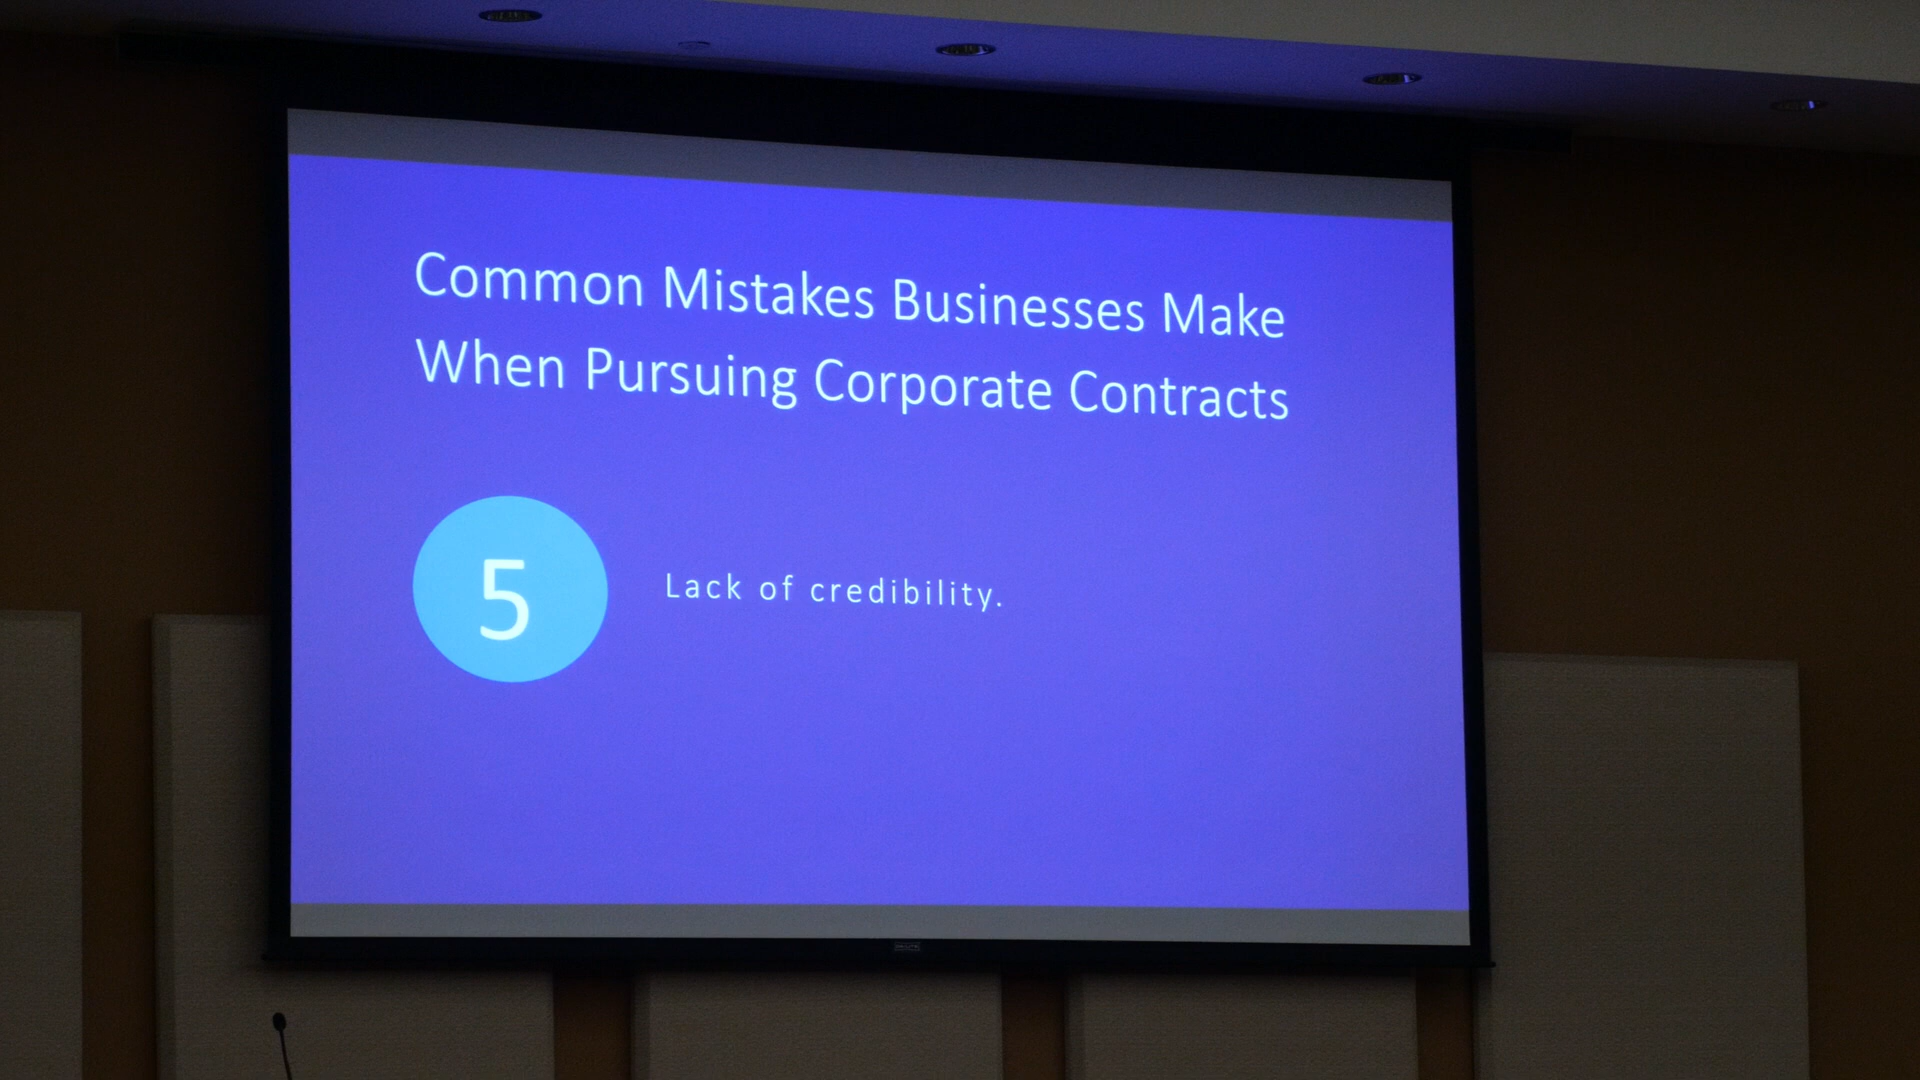 Common Mistakes Businesses Make
When Pursuing Corporate Contracts
5
Lack of credibility.